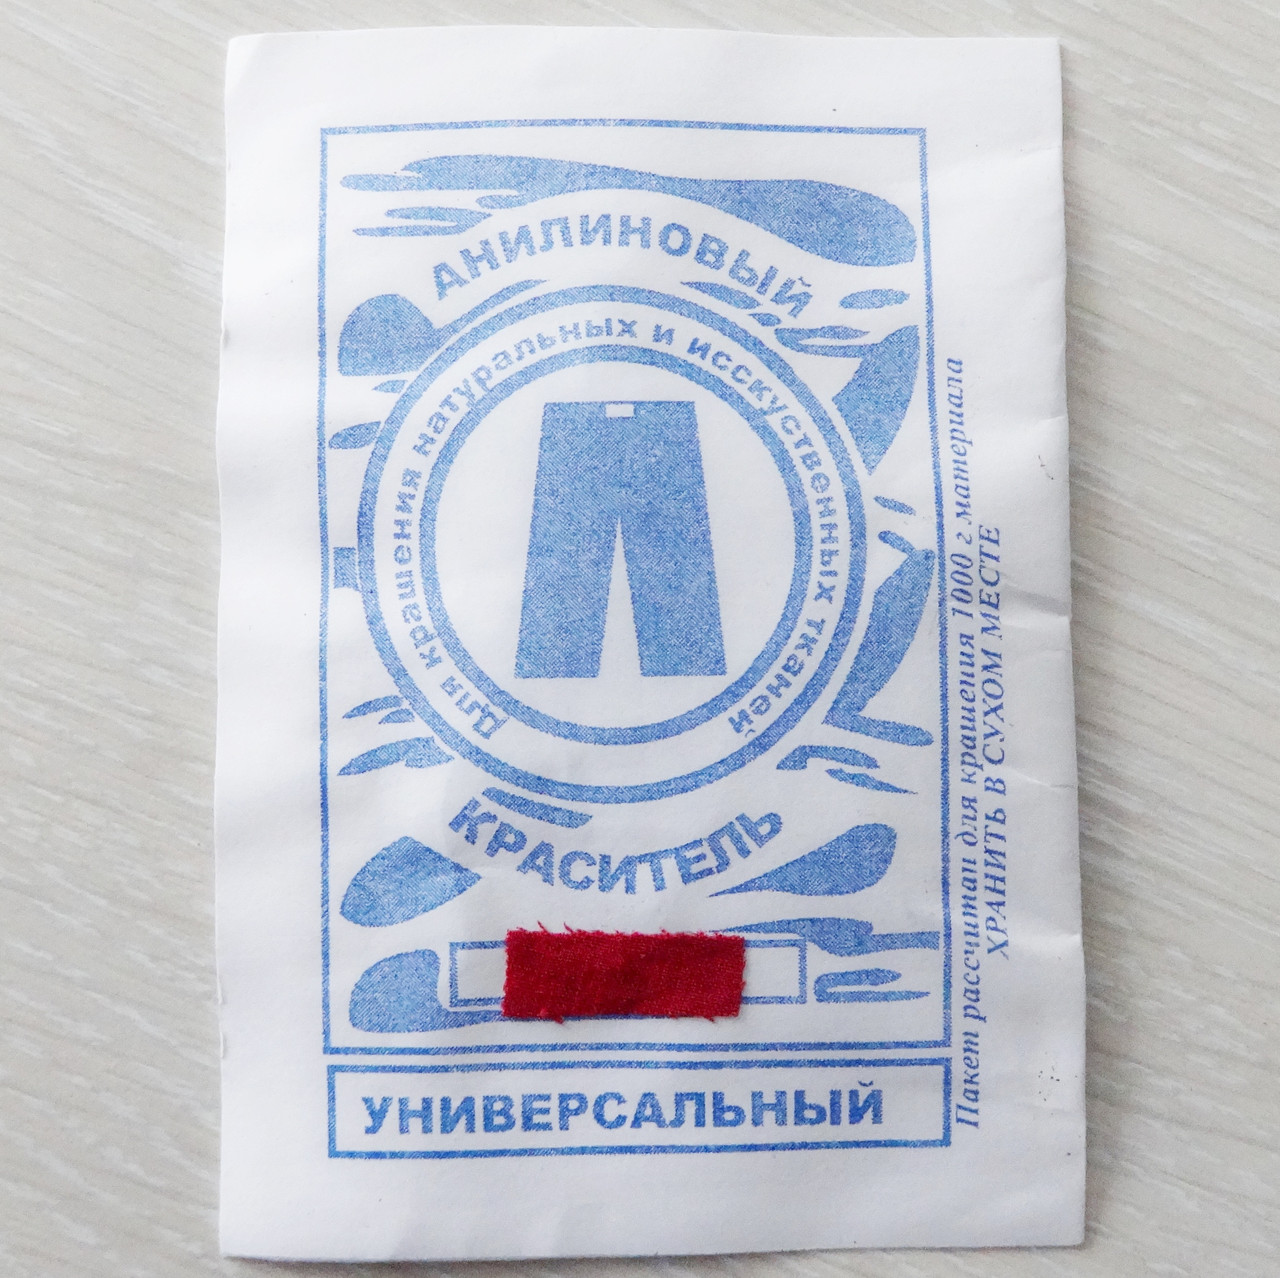 АНИЛИНОВЫЙ
Для крашения натуральных и исскуственных тканей
КРАСИТЕЛЬ
УНИВЕРСАЛЬНЫЙ
Пакет рассчитан для крашения 1000 г материала
ХРАНИТЬ В СУХОМ МЕСТЕ